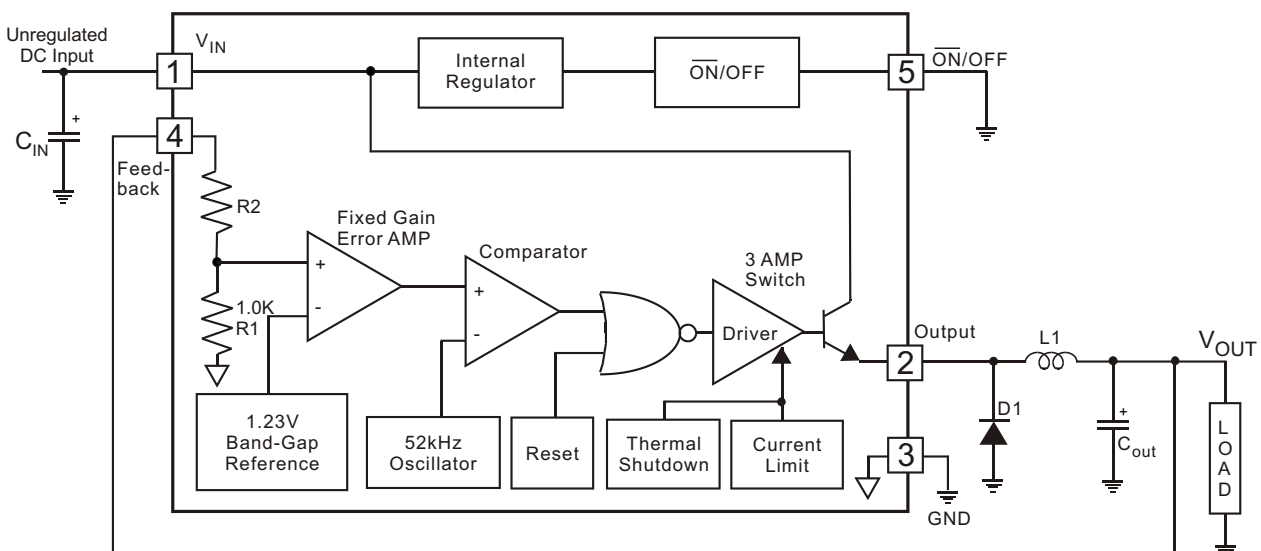 Unregulated
DC Input
V_IN
1
C_IN
+
4
Feed-
back
Internal
Regulator
ON/OFF
5
ON/OFF
R2
1.0K
R1
Fixed Gain
Error AMP
+
-
Comparator
+
-
3 AMP
Switch
Driver
Output
2
L1
V_OUT
D1
+
C_out
LOAD
1.23V
Band-Gap
Reference
52kHz
Oscillator
Reset
Thermal
Shutdown
Current
Limit
3
GND